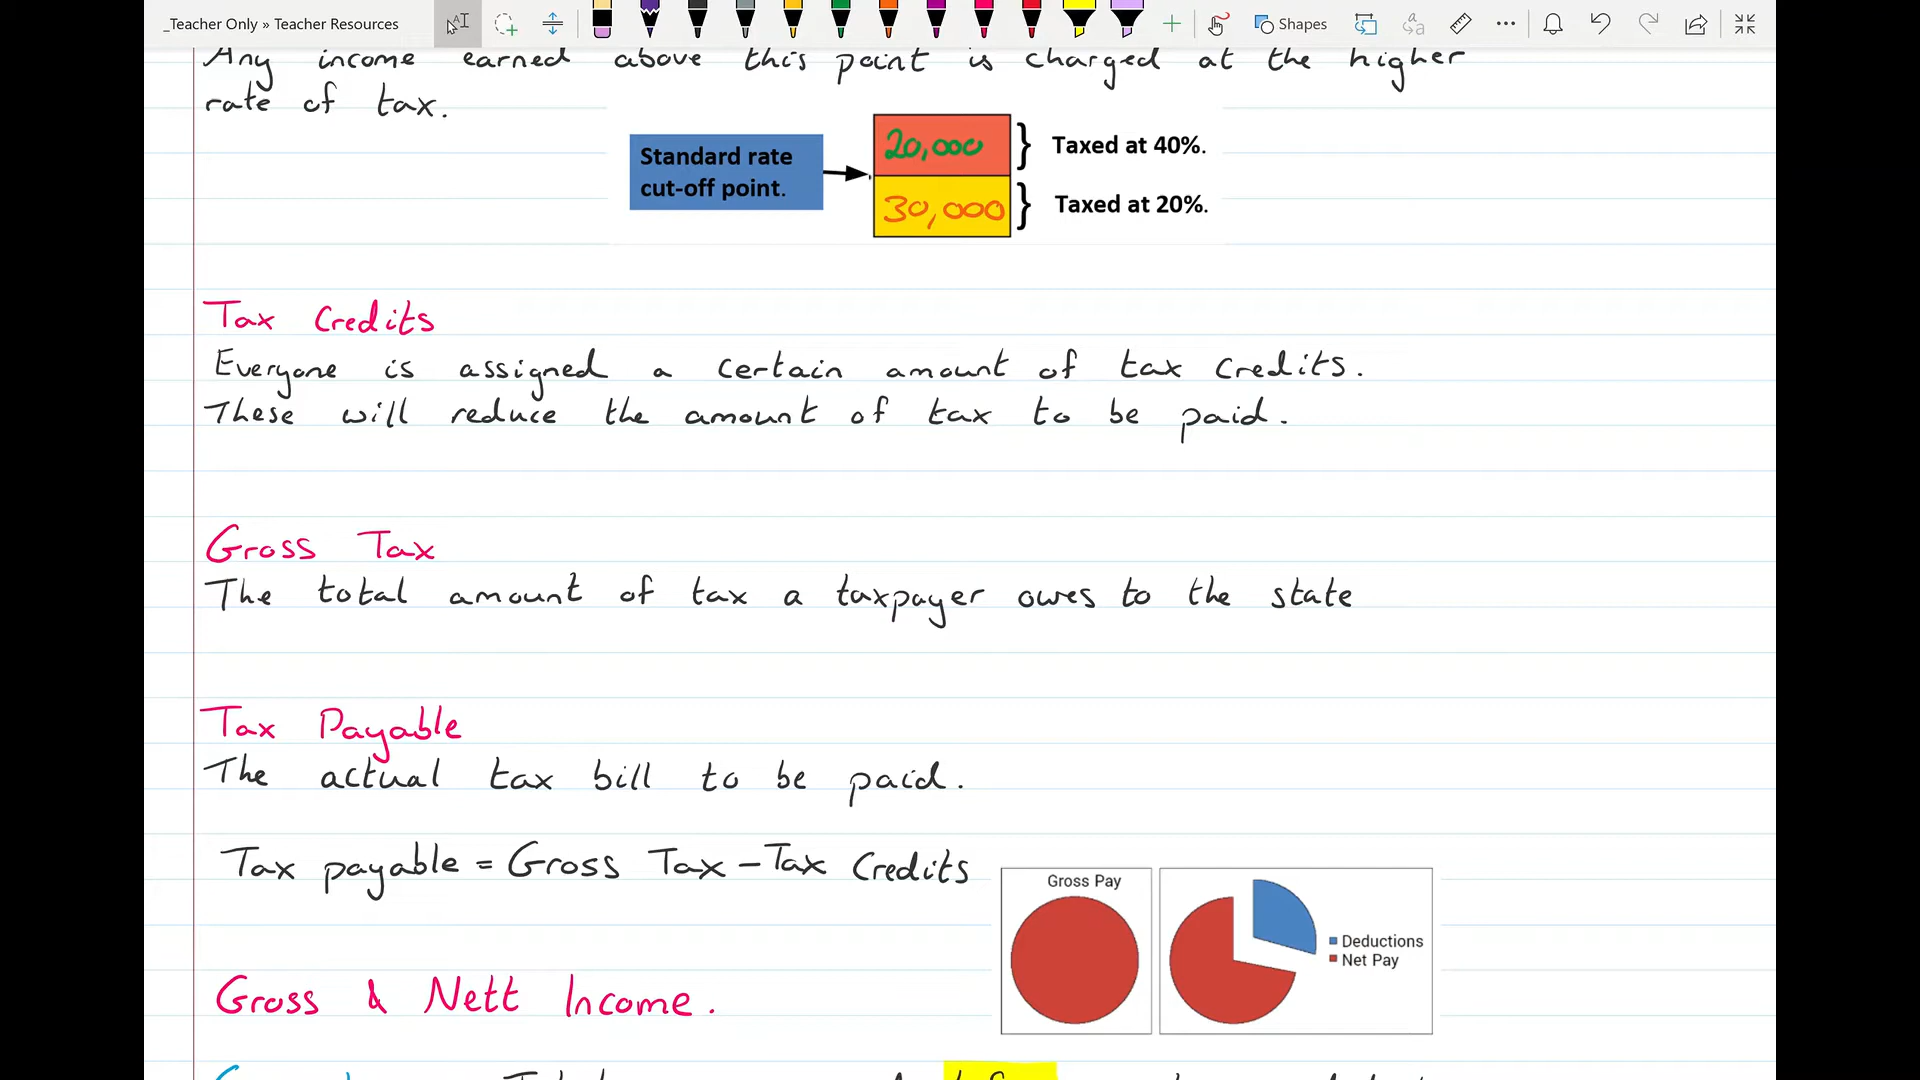 _Teacher Only » Teacher Resources
Shapes
Any income earned above this point is charged at the higher
rate of tax.
Standard rate
cut-off point.
20,000
Taxed at 40%.
30,000
Taxed at 20%.
Tax Credits
Everyone is assigned a certain amount of tax credits.
These will reduce the amount of tax to be paid.
Gross Tax
The total amount of tax a taxpayer owes to the state
Tax Payable
The actual tax bill to be paid.
Tax payable = Gross Tax - Tax Credits
Gross Pay
Deductions
Net Pay
Gross & Nett Income.